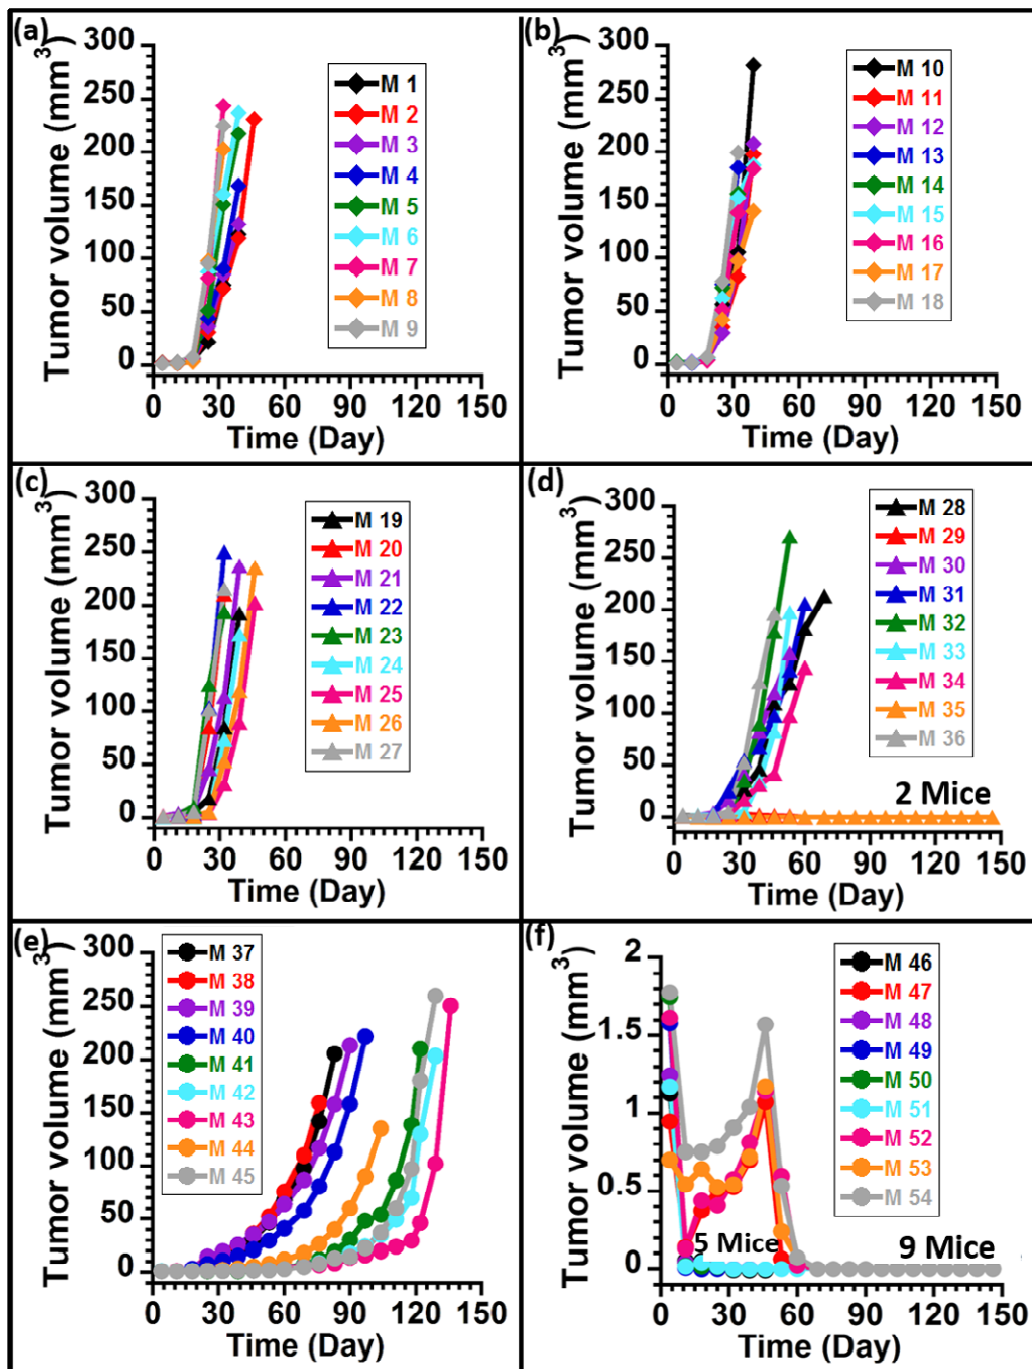 (a)
Tumor volume (mm³)
300
250
200
150
100
50
0
0 30 60 90 120 150
Time (Day)
M 1
M 2
M 3
M 4
M 5
M 6
M 7
M 8
M 9
(b)
Tumor volume (mm³)
300
250
200
150
100
50
0
0 30 60 90 120 150
Time (Day)
M 10
M 11
M 12
M 13
M 14
M 15
M 16
M 17
M 18
(c)
Tumor volume (mm³)
300
250
200
150
100
50
0
0 30 60 90 120 150
Time (Day)
M 19
M 20
M 21
M 22
M 23
M 24
M 25
M 26
M 27
(d)
Tumor volume (mm³)
300
250
200
150
100
50
0
0 30 60 90 120 150
Time (Day)
M 28
M 29
M 30
M 31
M 32
M 33
M 34
M 35
M 36
2 Mice
(e)
Tumor volume (mm³)
300
250
200
150
100
50
0
0 30 60 90 120 150
Time (Day)
M 37
M 38
M 39
M 40
M 41
M 42
M 43
M 44
M 45
(f)
Tumor volume (mm³)
2
1.5
1
0.5
0
0 30 60 90 120 150
Time (Day)
M 46
M 47
M 48
M 49
M 50
M 51
M 52
M 53
M 54
5 Mice
9 Mice